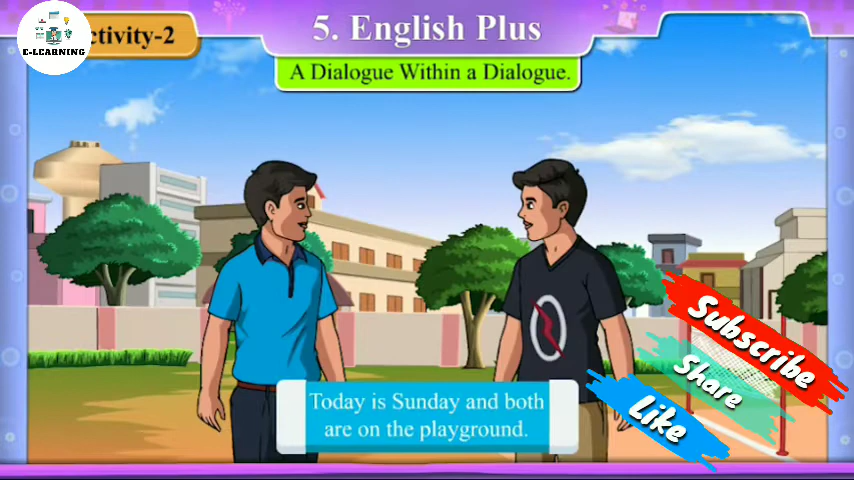 ctivity-2
E-LEARNING
5. English Plus
A Dialogue Within a Dialogue.
Subscribe
Share
Like
Today is Sunday and both
are on the playground.